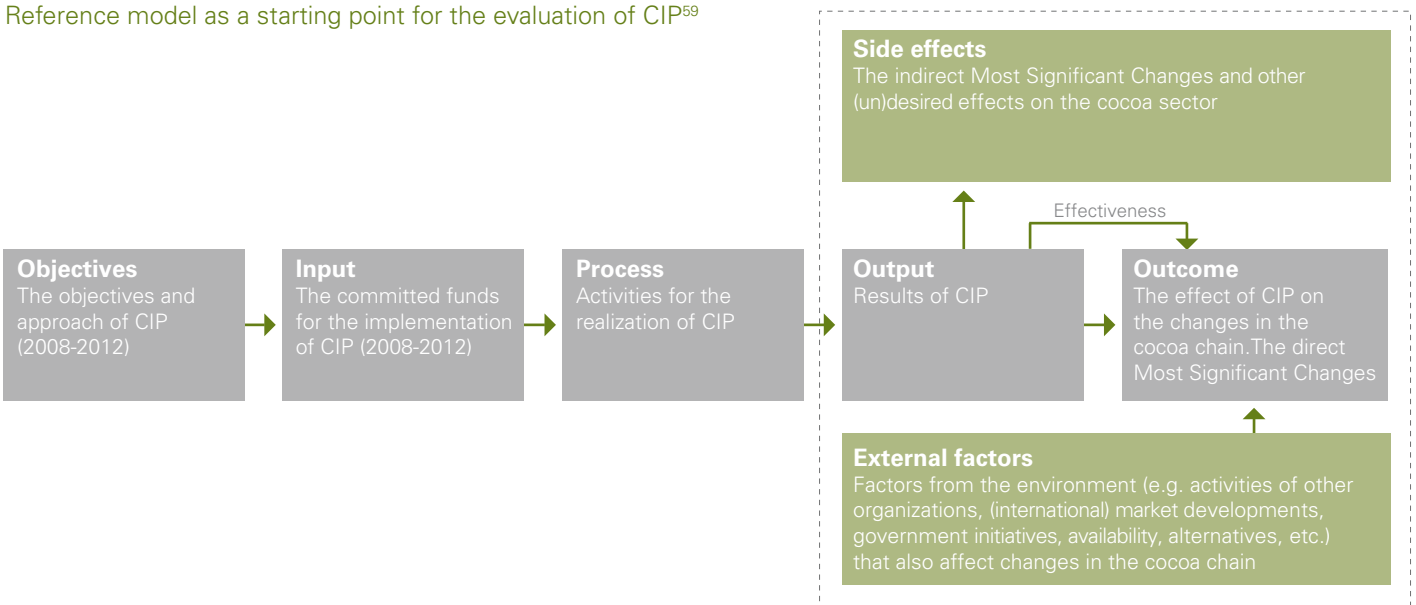 Reference model as a starting point for the evaluation of CIP59
Side effects
The indirect Most Significant Changes and other
(un)desired effects on the cocoa sector
Effectiveness
Objectives
The objectives and
approach of CIP
(2008-2012)
Input
The committed funds
for the implementation
of CIP (2008-2012)
Process
Activities for the
realization of CIP
Output
Results of CIP
Outcome
The effect of CIP on
the changes in the
cocoa chain.The direct
Most Significant Changes
External factors
Factors from the environment (e.g. activities of other
organizations, (international) market developments,
government initiatives, availability, alternatives, etc.)
that also affect changes in the cocoa chain